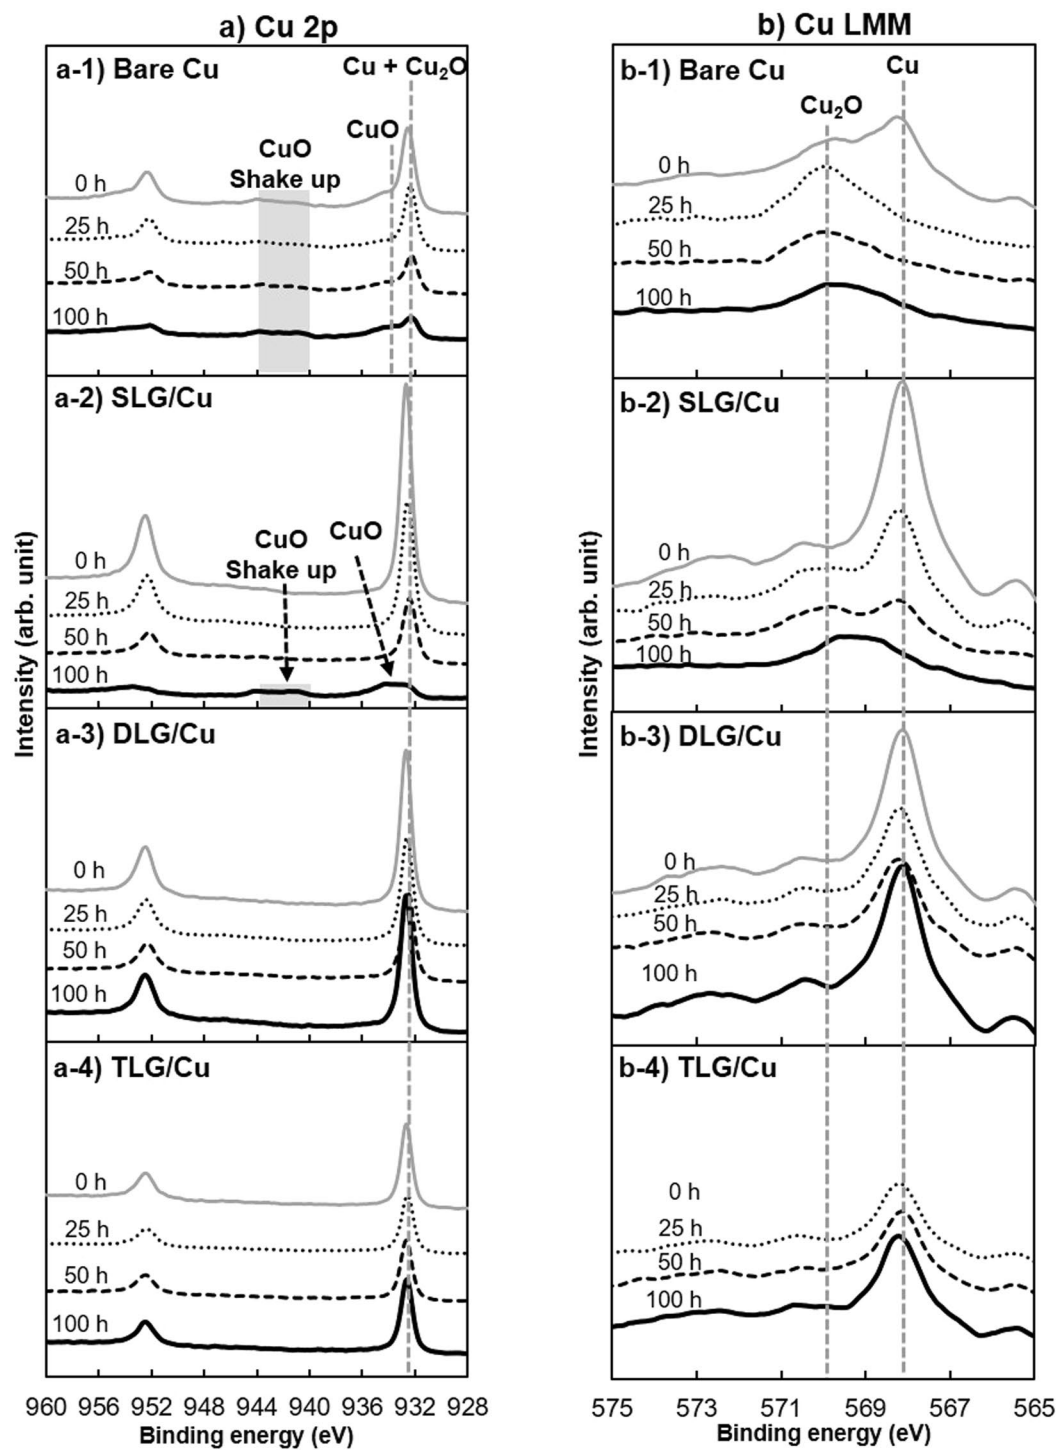 a) Cu 2p
a-1) Bare Cu
Cu + Cu₂O
CuO
CuO
Shake up
0 h
25 h
50 h
100 h
a-2) SLG/Cu
CuO
CuO
Shake up
0 h
25 h
50 h
100 h
a-3) DLG/Cu
0 h
25 h
50 h
100 h
a-4) TLG/Cu
0 h
25 h
50 h
100 h
Intensity (arb. unit)
960 956 952 948 944 940 936 932 928
Binding energy (eV)
b) Cu LMM
b-1) Bare Cu
Cu
Cu₂O
0 h
25 h
50 h
100 h
b-2) SLG/Cu
0 h
25 h
50 h
100 h
b-3) DLG/Cu
0 h
25 h
50 h
100 h
b-4) TLG/Cu
0 h
25 h
50 h
100 h
Intensity (arb. unit)
575 573 571 569 567 565
Binding energy (eV)